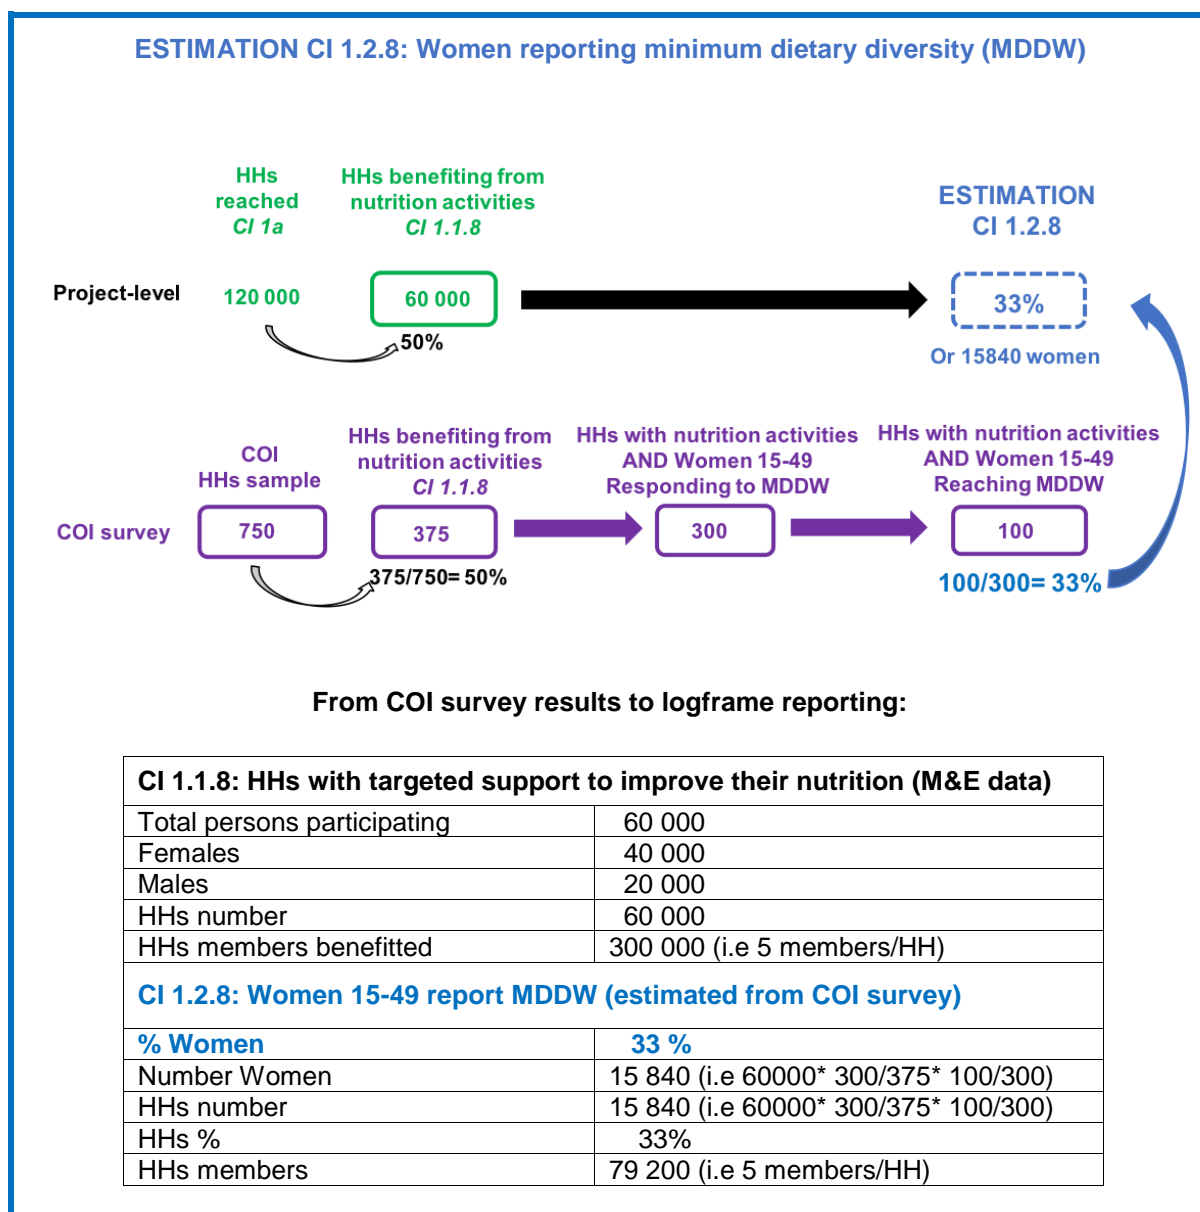 ESTIMATION CI 1.2.8: Women reporting minimum dietary diversity (MDDW)
HHs
reached
CI 1a
HHs benefiting from
nutrition activities
CI 1.1.8
ESTIMATION
CI 1.2.8
Project-level
120 000
60 000
33%
50%
Or 15840 women
COI
HHs sample
HHs benefiting from
nutrition activities
CI 1.1.8
HHs with nutrition activities
AND Women 15-49
Responding to MDDW
HHs with nutrition activities
AND Women 15-49
Reaching MDDW
COI survey
750
375
300
100
375/750= 50%
100/300= 33%
From COI survey results to logframe reporting:
CI 1.1.8: HHs with targeted support to improve their nutrition (M&E data)
Total persons participating 60 000
Females 40 000
Males 20 000
HHs number 60 000
HHs members benefitted 300 000 (i.e 5 members/HH)
CI 1.2.8: Women 15-49 report MDDW (estimated from COI survey)
% Women 33 %
Number Women 15 840 (i.e 60000* 300/375* 100/300)
HHs number 15 840 (i.e 60000* 300/375* 100/300)
HHs % 33%
HHs members 79 200 (i.e 5 members/HH)